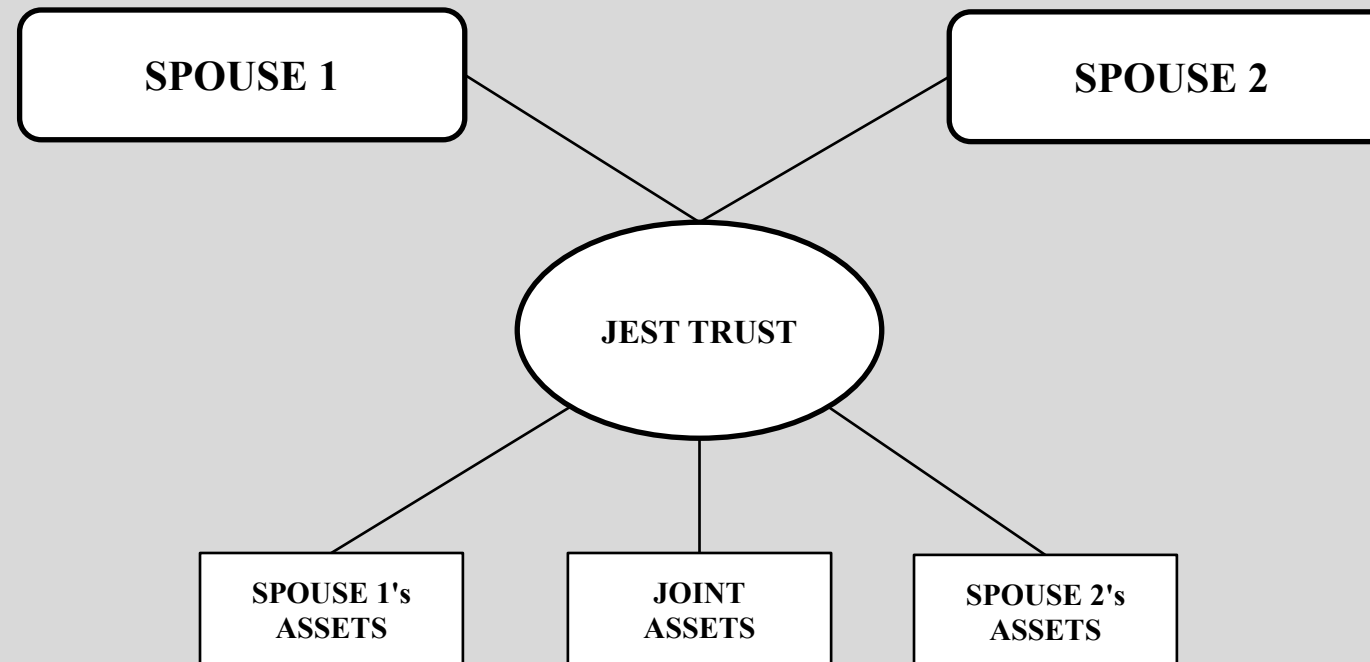 SPOUSE 1
SPOUSE 2
JEST TRUST
SPOUSE 1's
ASSETS
JOINT
ASSETS
SPOUSE 2's
ASSETS